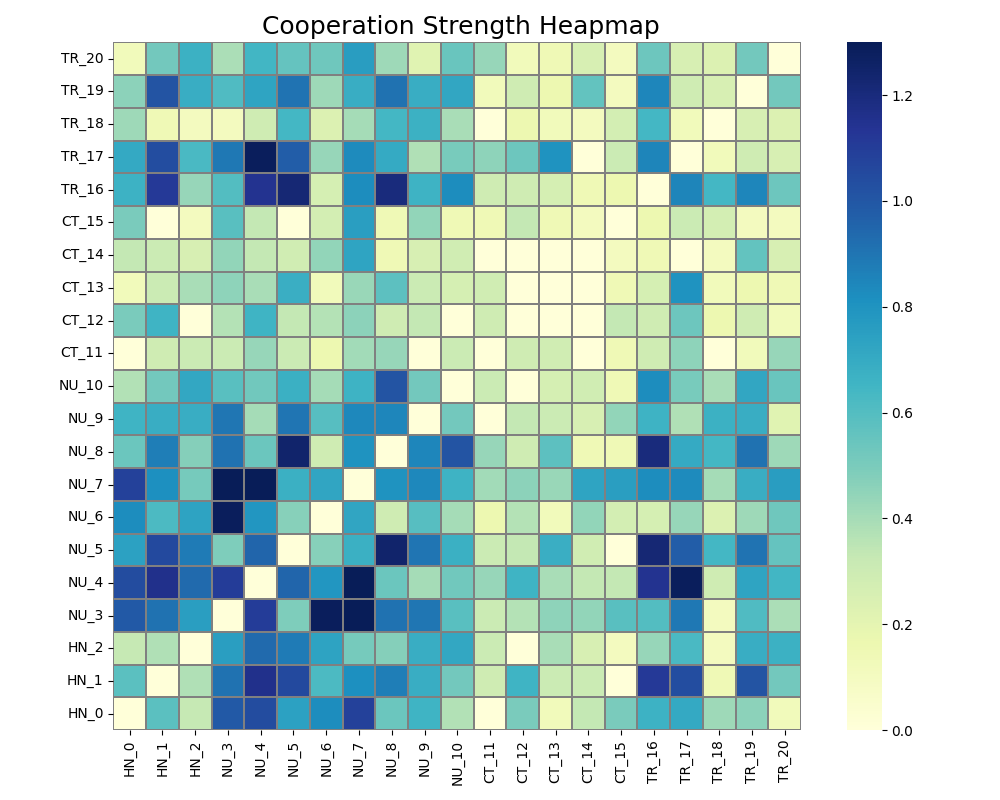 Cooperation Strength Heapmap
TR_20
TR_19
TR_18
TR_17
TR_16
CT_15
CT_14
CT_13
CT_12
CT_11
NU_10
NU_9
NU_8
NU_7
NU_6
NU_5
NU_4
NU_3
HN_2
HN_1
HN_0
HN_0
HN_1
HN_2
NU_3
NU_4
NU_5
NU_6
NU_7
NU_8
NU_9
NU_10
CT_11
CT_12
CT_13
CT_14
CT_15
TR_16
TR_17
TR_18
TR_19
TR_20
1.2
1.0
0.8
0.6
0.4
0.2
0.0